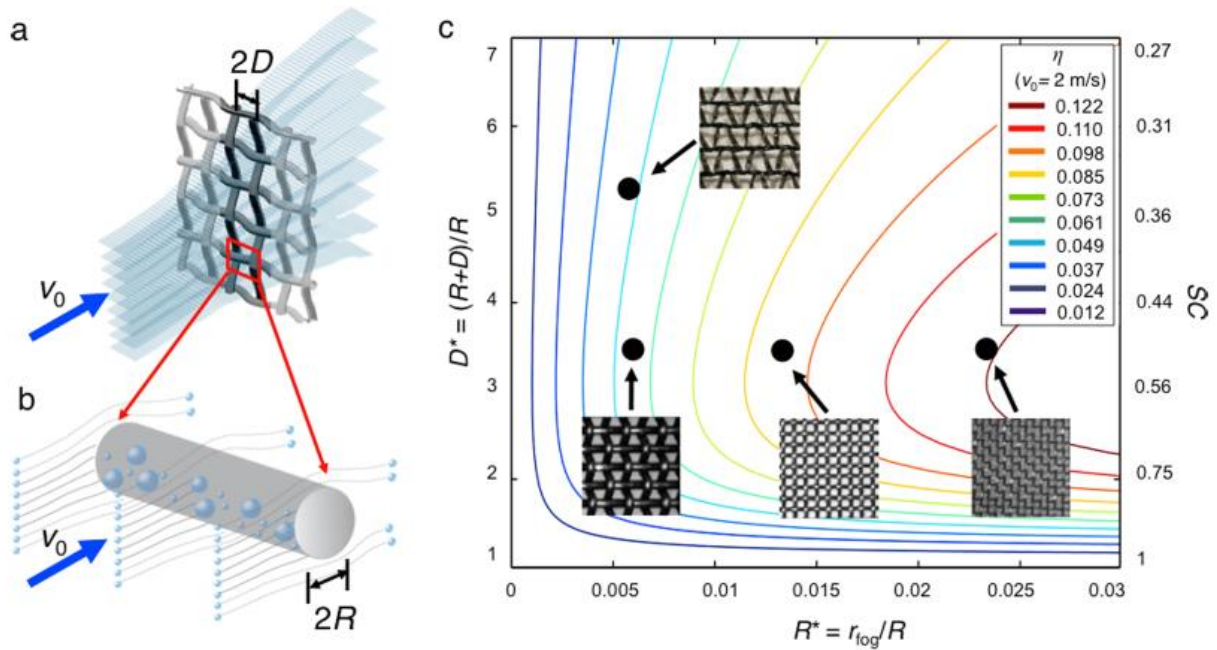 a
2D
v₀
b
v₀
2R
c
7
6
5
4
3
2
1
D* = (R+D)/R
0
0.005
0.01
0.015
0.02
0.025
0.03
R* = r_fog/R
η
(v₀= 2 m/s)
0.122
0.110
0.098
0.085
0.073
0.061
0.049
0.037
0.024
0.012
0.27
0.31
0.36
0.44
0.56
0.75
1
SC